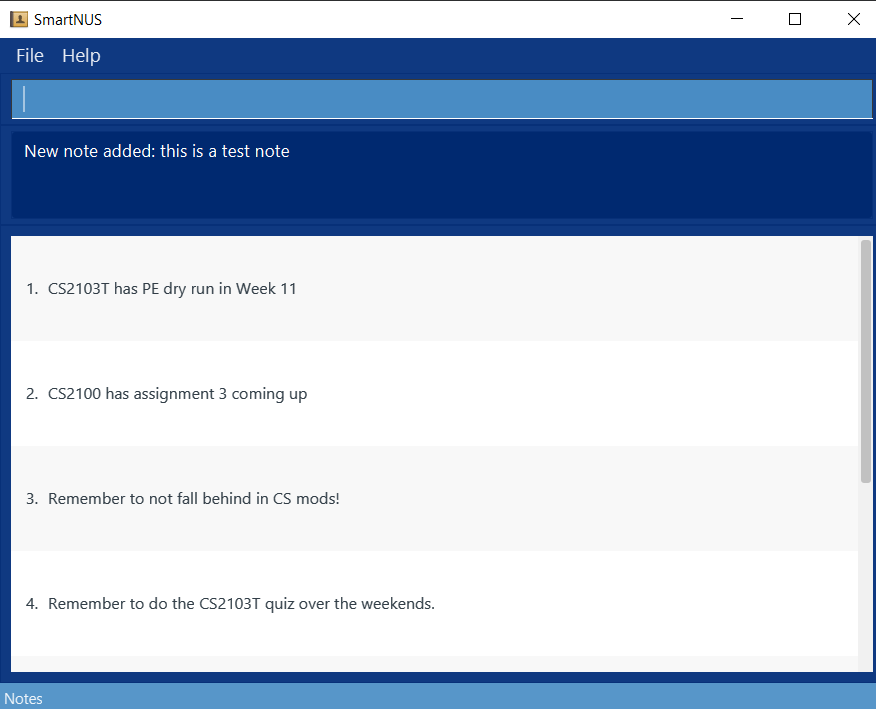 SmartNUS
File Help
New note added: this is a test note
1. CS2103T has PE dry run in Week 11
2. CS2100 has assignment 3 coming up
3. Remember to not fall behind in CS mods!
4. Remember to do the CS2103T quiz over the weekends.
Notes